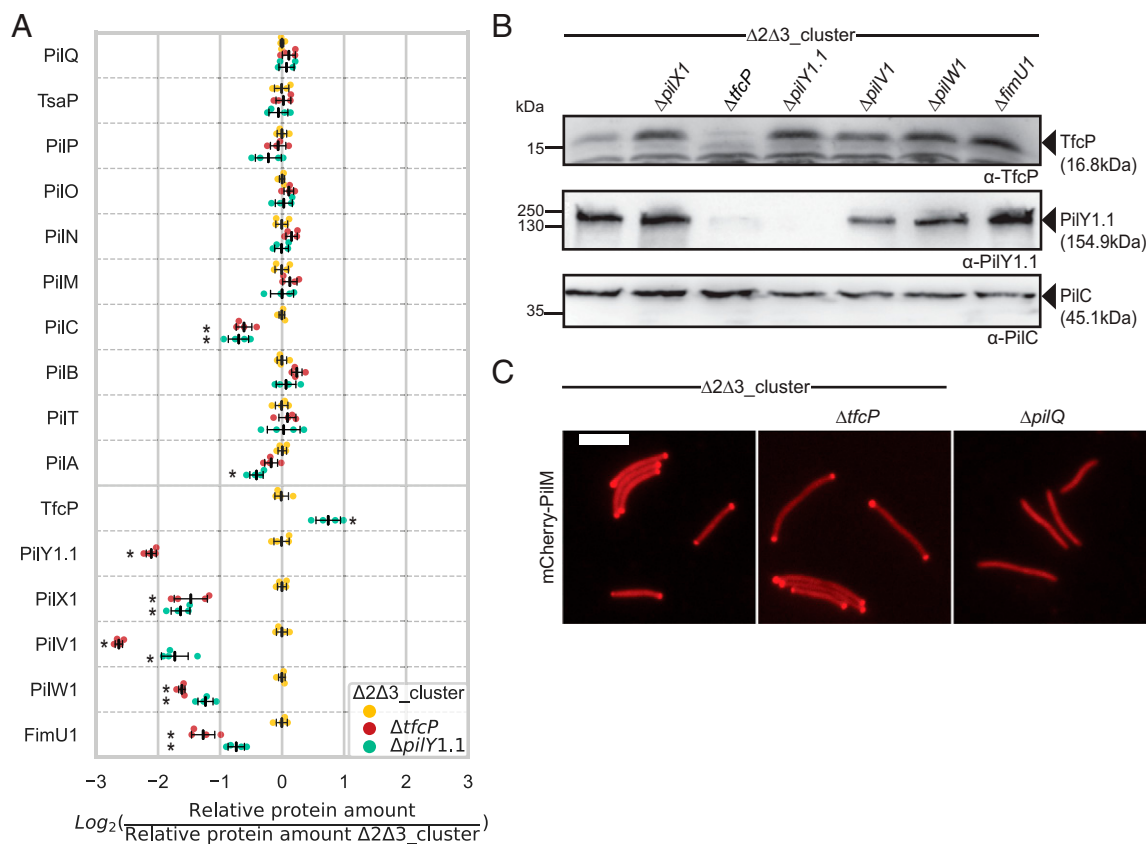 A
PilQ
TsaP
PilP
PilO
PilN
PilM
PilC
*
*
PilB
PilT
PilA
*
TfcP
*
PilY1.1
*
PilX1
*
*
PilV1
*
*
PilW1
*
*
FimU1
*
*
Δ2Δ3_cluster
ΔtfcP
ΔpilY1.1
−3 −2 −1 0 1 2 3
Log2(Relative protein amount
Relative protein amount Δ2Δ3_cluster)
B
Δ2Δ3_cluster
ΔpilX1 ΔtfcP ΔpilY1.1 ΔpilV1 ΔpilW1 ΔfimU1
kDa
15
TfcP
(16.8kDa)
α-TfcP
250
130
PilY1.1
(154.9kDa)
α-PilY1.1
35
PilC
(45.1kDa)
α-PilC
C
Δ2Δ3_cluster
ΔtfcP ΔpilQ
mCherry-PilM